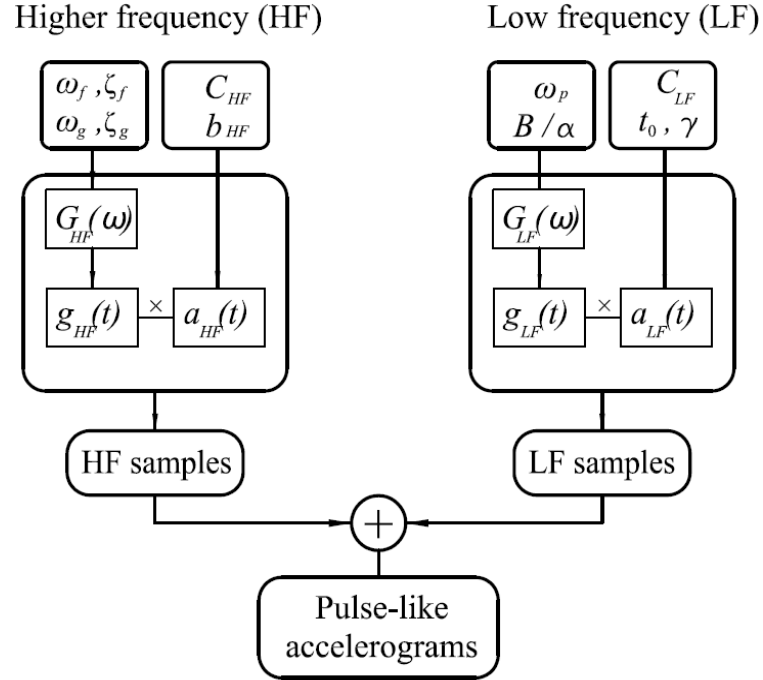 Higher frequency (HF)
ω_f ,ζ_f
ω_g ,ζ_g
C_HF
b_HF
G_HF(ω)
g_HF(t)
×
a_HF(t)
HF samples
Low frequency (LF)
ω_p
B/α
C_LF
t_0 , γ
G_LF(ω)
g_LF(t)
×
a_LF(t)
LF samples
+
Pulse-like
accelerograms